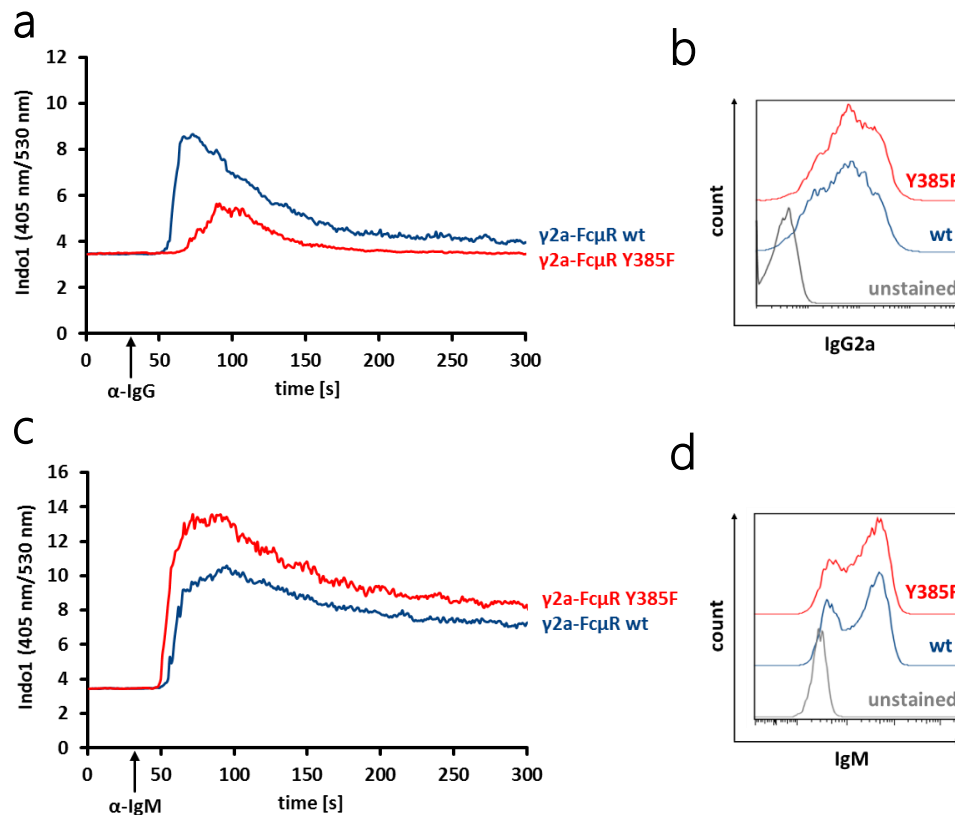 a
12
10
8
6
4
2
0
Indo1 (405 nm/530 nm)
0 50 100 150 200 250 300
α-IgG
time [s]
γ2a-FcμR wt
γ2a-FcμR Y385F
b
count
Y385F
wt
unstained
IgG2a
c
16
14
12
10
8
6
4
2
0
Indo1 (405 nm/530 nm)
0 50 100 150 200 250 300
α-IgM
time [s]
γ2a-FcμR Y385F
γ2a-FcμR wt
d
count
Y385F
wt
unstained
IgM